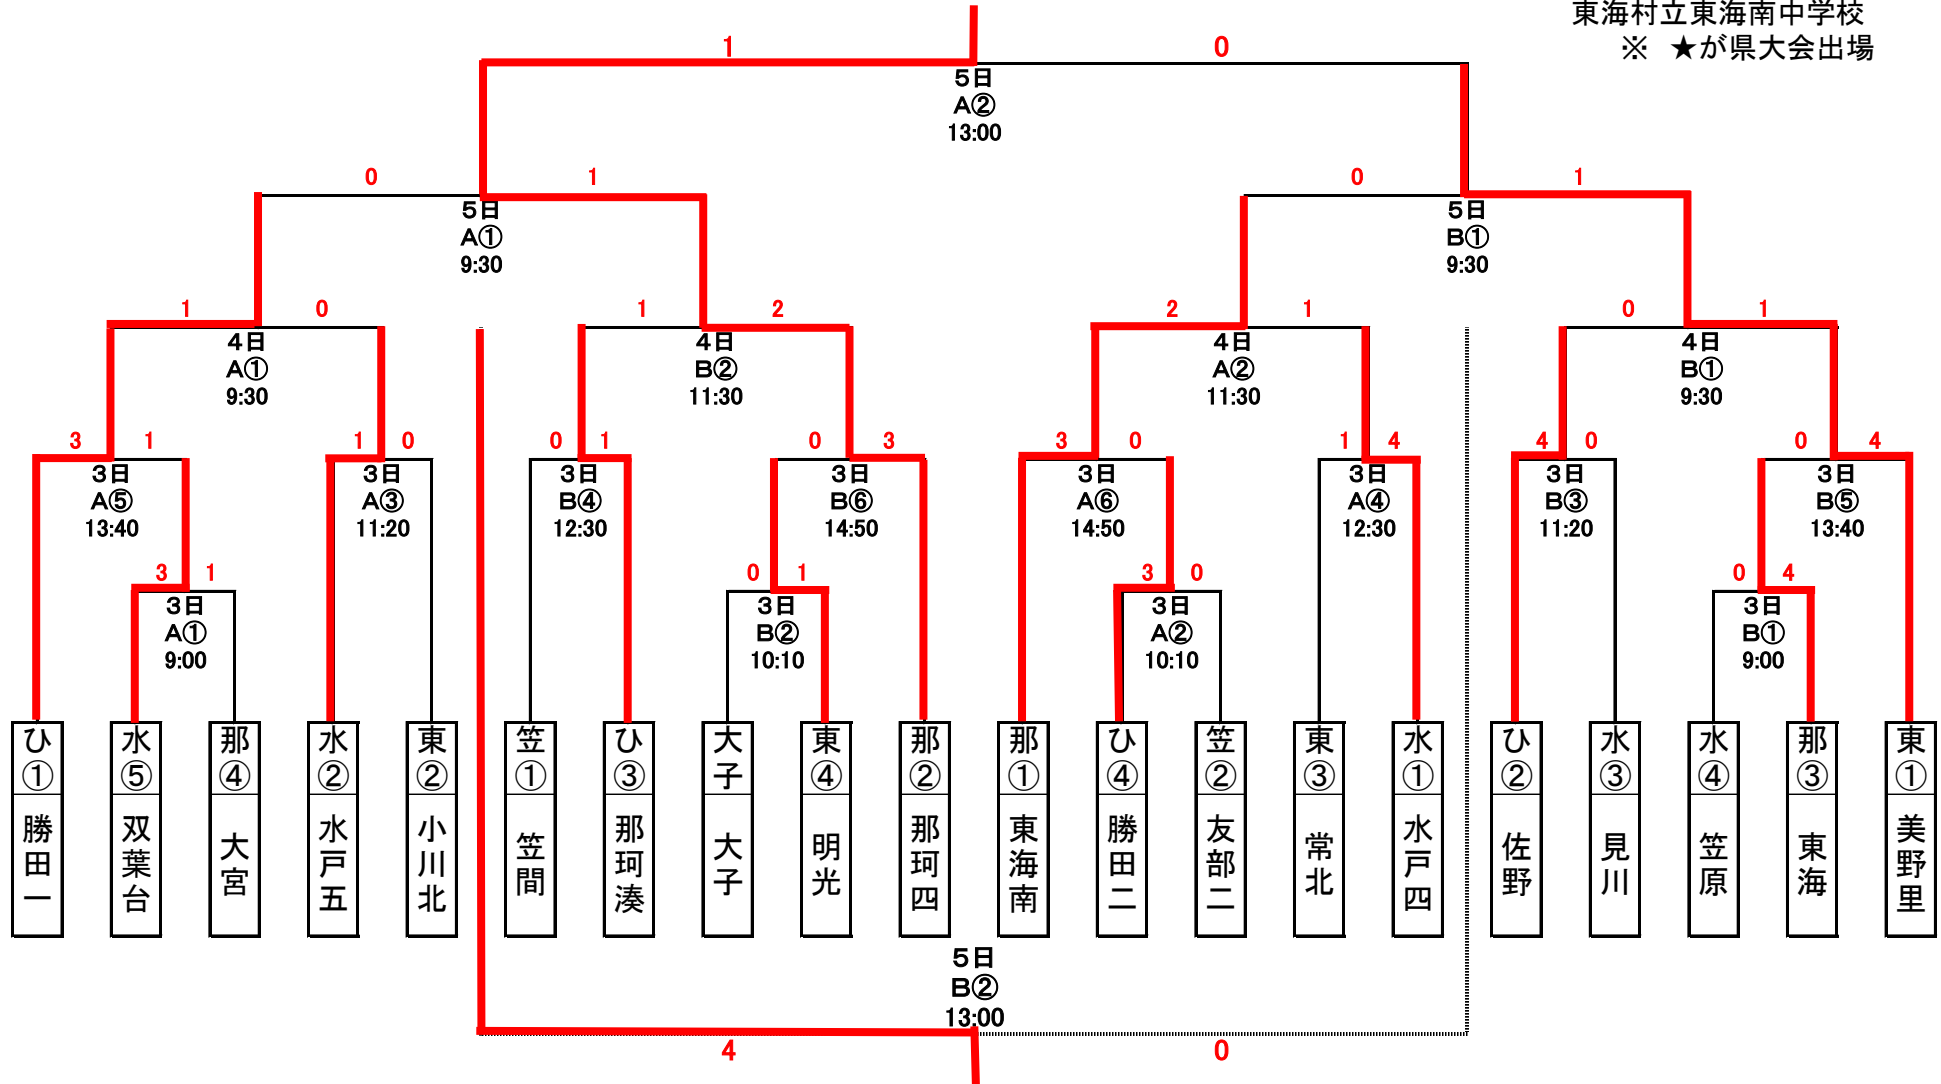 東海村立東海南中学校
※　★が県大会出場
1
0
5日
A②
13:00
0
1
0
1
5日
A①
9:30
5日
B①
9:30
1
0
1
2
2
1
0
1
4日
A①
9:30
4日
B②
11:30
4日
A②
11:30
4日
B①
9:30
3
1
1
0
0
1
0
3
3
0
1
4
4
0
0
4
3日
A⑤
13:40
3日
A③
11:20
3日
B④
12:30
3日
B⑥
14:50
3日
A⑥
14:50
3日
A④
12:30
3日
B③
11:20
3日
B⑤
13:40
3
1
0
1
3
0
0
4
3日
A①
9:00
3日
B②
10:10
3日
A②
10:10
3日
B①
9:00
ひ①
勝田一
水⑤
双葉台
那④
大宮
水②
水戸五
東②
小川北
笠①
笠間
ひ③
那珂湊
大子
大子
東④
明光
那②
那珂四
那①
東海南
ひ④
勝田二
笠②
友部二
東③
常北
水①
水戸四
ひ②
佐野
水③
見川
水④
笠原
那③
東海
東①
美野里
5日
B②
13:00
4
0